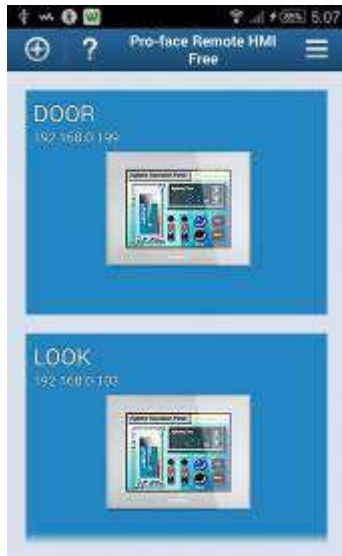 5.07
Pro-face Remote HMI
Free
DOOR
192.168.0.199
LOOK
192.168.0.103